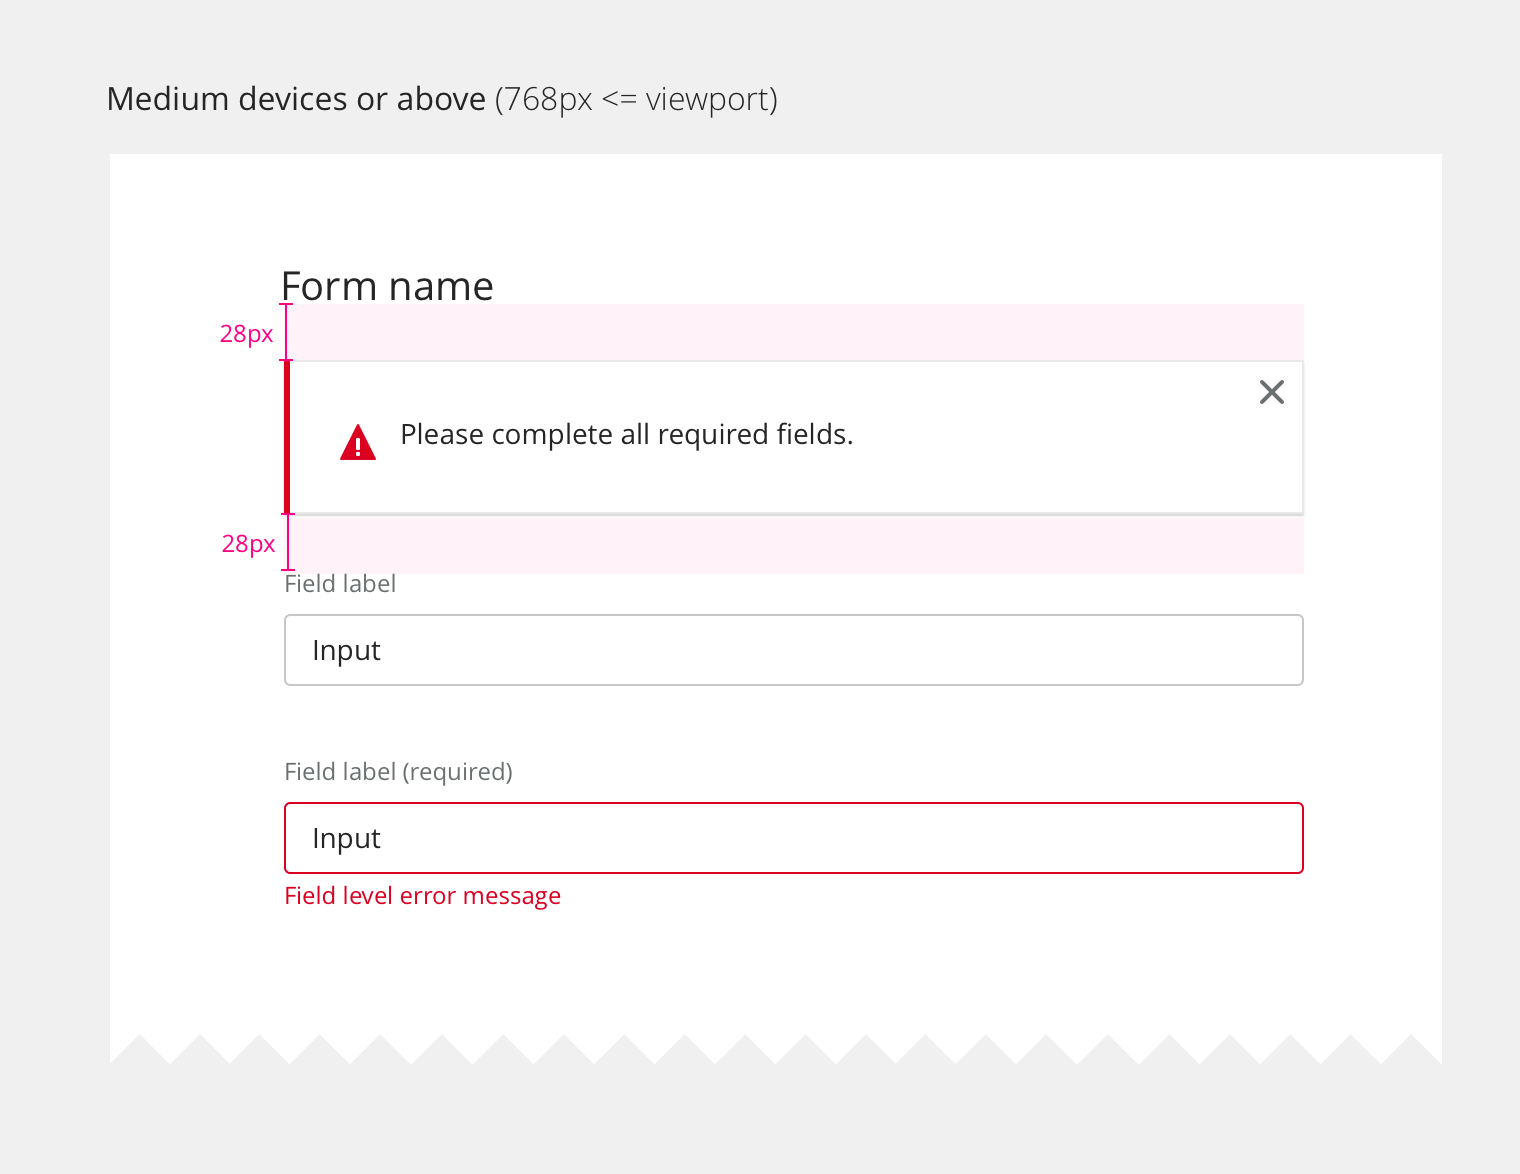 Medium devices or above (768px <= viewport)
Form name
28px
Please complete all required fields.
28px
Field label
Input
Field label (required)
Input
Field level error message